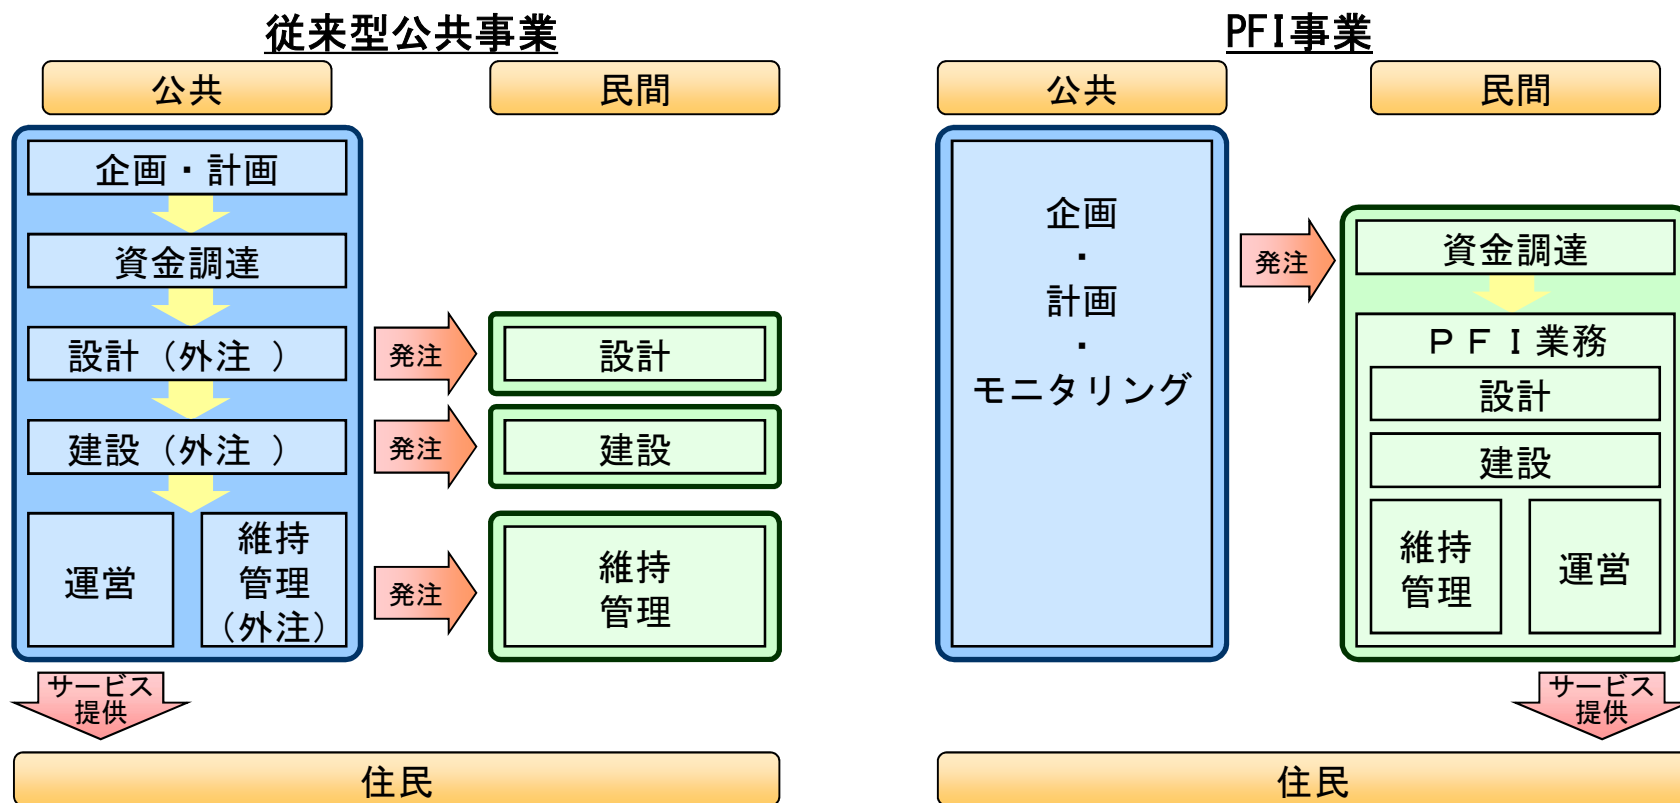 従来型公共事業
公共
民間
企画・計画
資金調達
設計（外注 ）
発注
設計
建設（外注 ）
発注
建設
運営
維持
管理
（外注）
発注
維持
管理
サービス
提供
住民
PFI事業
公共
民間
企画
・
計画
・
モニタリング
発注
資金調達
ＰＦＩ業務
設計
建設
維持
管理
運営
サービス
提供
住民